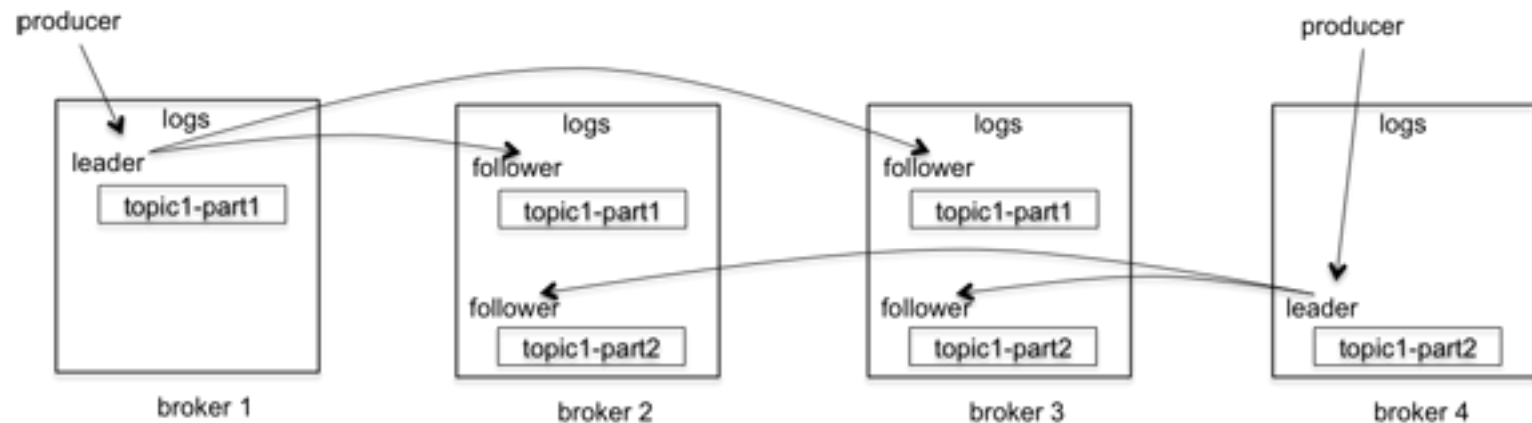 producer
producer
logs
leader
topic1-part1
broker 1
logs
follower
topic1-part1
follower
topic1-part2
broker 2
logs
follower
topic1-part1
follower
topic1-part2
broker 3
logs
leader
topic1-part2
broker 4